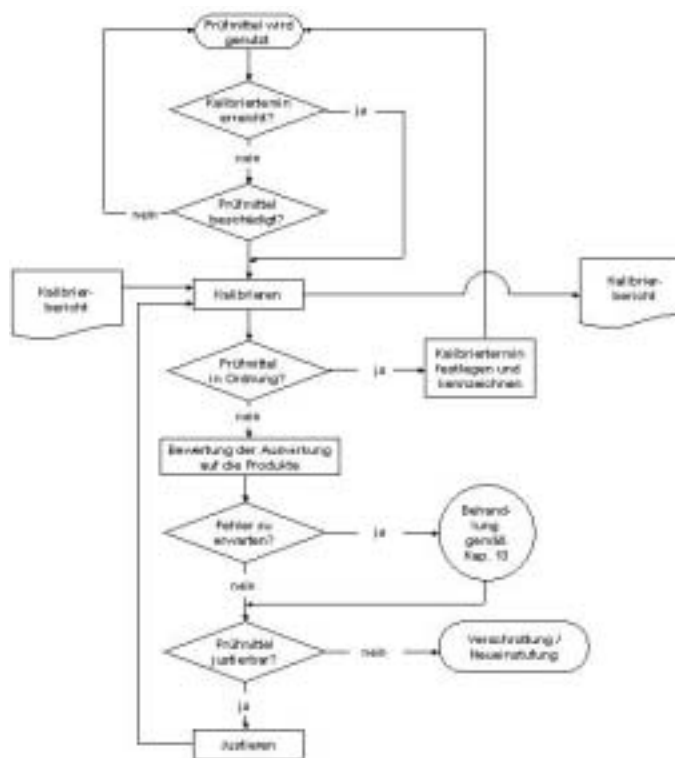 Prüfmittel wird
genutzt
Kalibriertermin
erreicht?
ja
nein
Prüfmittel
beschädigt?
nein
Kalibrier-
bericht
Kalibrieren
Kalibrier-
bericht
Prüfmittel
in Ordnung?
ja
Kalibriertermin
festlegen und
kennzeichnen
nein
Bewertung der Auswirkung
auf die Produkte
Fehler zu
erwarten?
ja
Behand-
lung
gemäß
Kap. 13
nein
Prüfmittel
justierbar?
nein
Verschrottung /
Neueinstufung
ja
Justieren